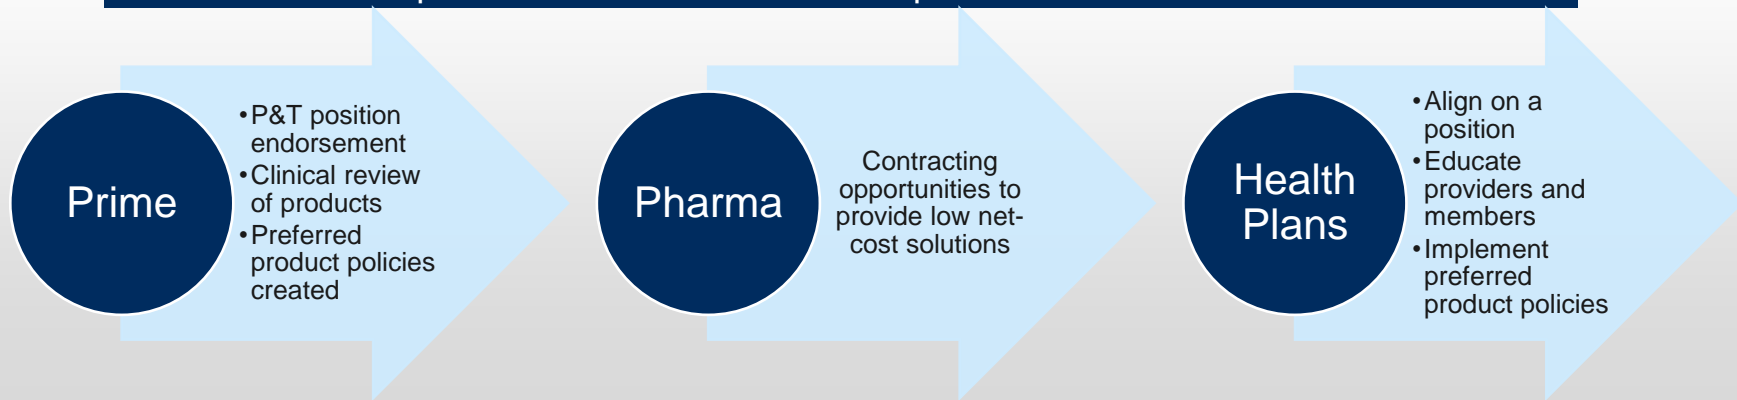 Prime
•P&T position
endorsement
•Clinical review
of products
•Preferred
product policies
created
Pharma
Contracting
opportunities to
provide low net-
cost solutions
Health
Plans
•Align on a
position
•Educate
providers and
members
•Implement
preferred
product policies